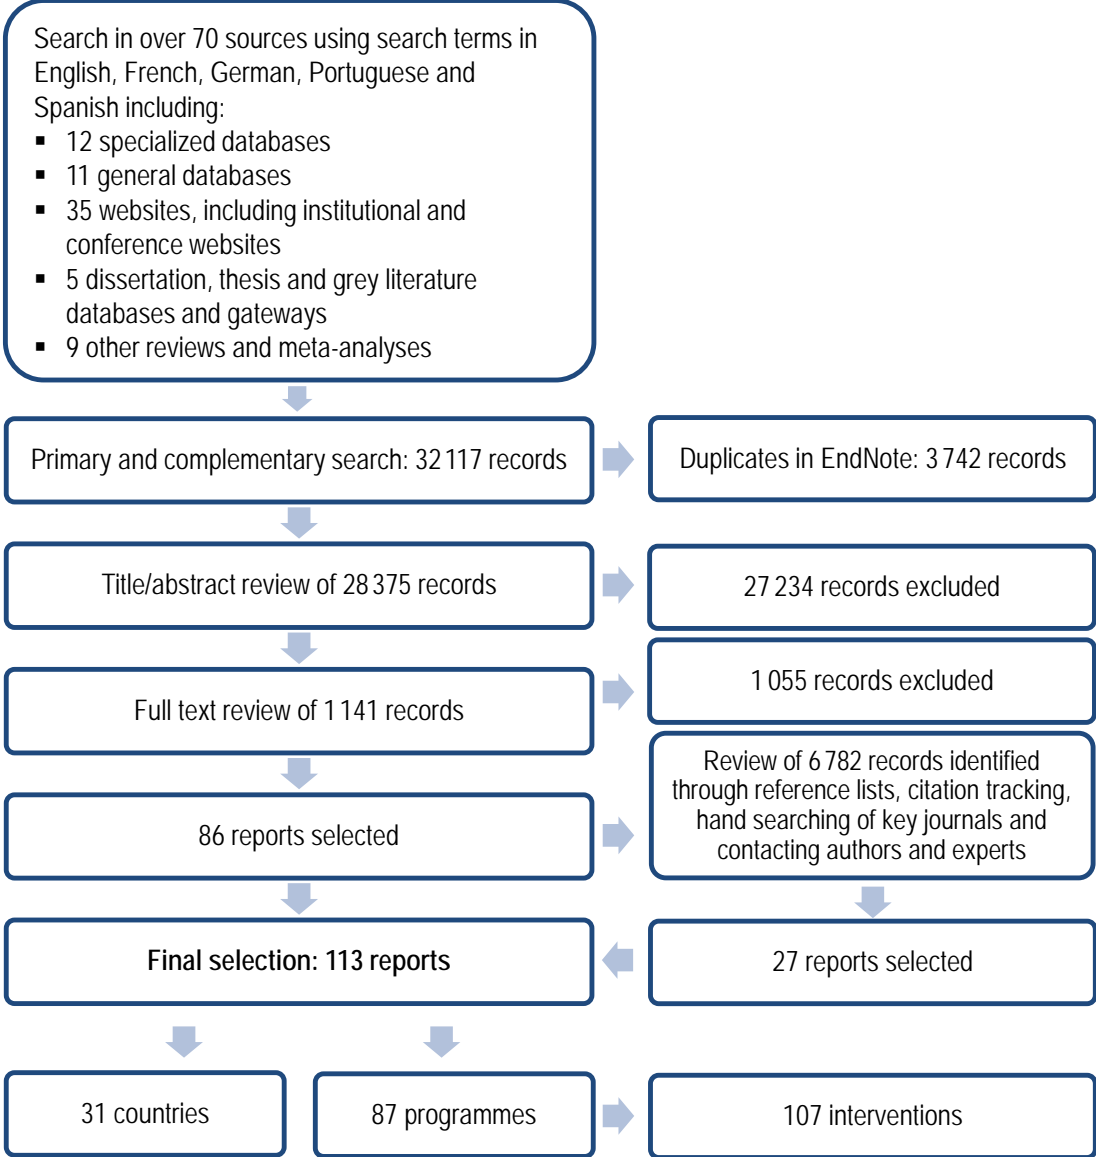 Search in over 70 sources using search terms in
English, French, German, Portuguese and
Spanish including:
▪ 12 specialized databases
▪ 11 general databases
▪ 35 websites, including institutional and
conference websites
▪ 5 dissertation, thesis and grey literature
databases and gateways
▪ 9 other reviews and meta-analyses
Primary and complementary search: 32 117 records
Duplicates in EndNote: 3 742 records
Title/abstract review of 28 375 records
27 234 records excluded
Full text review of 1 141 records
1 055 records excluded
86 reports selected
Review of 6 782 records identified
through reference lists, citation tracking,
hand searching of key journals and
contacting authors and experts
Final selection: 113 reports
27 reports selected
31 countries
87 programmes
107 interventions